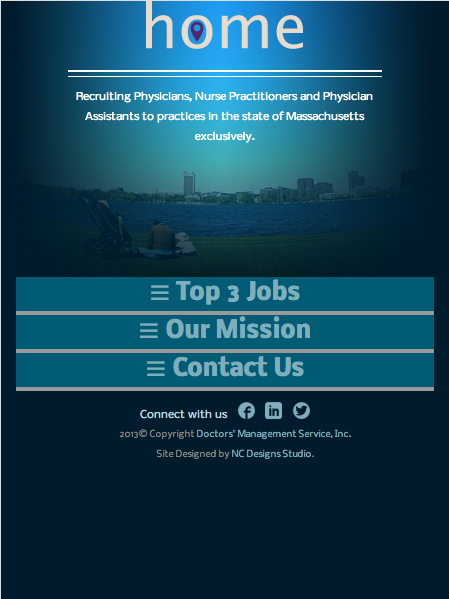 home
Recruiting Physicians, Nurse Practitioners and Physician
Assistants to practices in the state of Massachusetts
exclusively.
Top 3 Jobs
Our Mission
Contact Us
Connect with us
2013© Copyright Doctors' Management Service, Inc.
Site Designed by NC Designs Studio.